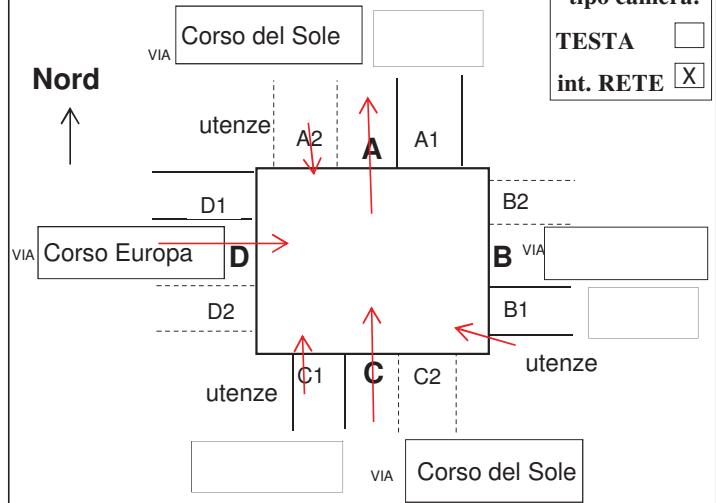 tipo camera:
TESTA
int. RETE X
VIA Corso del Sole
Nord
utenze
A2
A
A1
D1
B2
VIA Corso Europa
D
B
VIA
D2
B1
utenze
utenze
C1
C
C2
VIA Corso del Sole